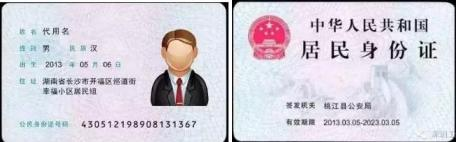 姓名 代用名
性别 男 民族 汉
出生 2013 年 05 月 06 日
住址 湖南省长沙市开福区巡道街
幸福小区居民组
公民身份证号码 430512198908131367
中华人民共和国
居民身份证
签发机关 桃江县公安局
有效期限 2013.03.05-2023.03.05